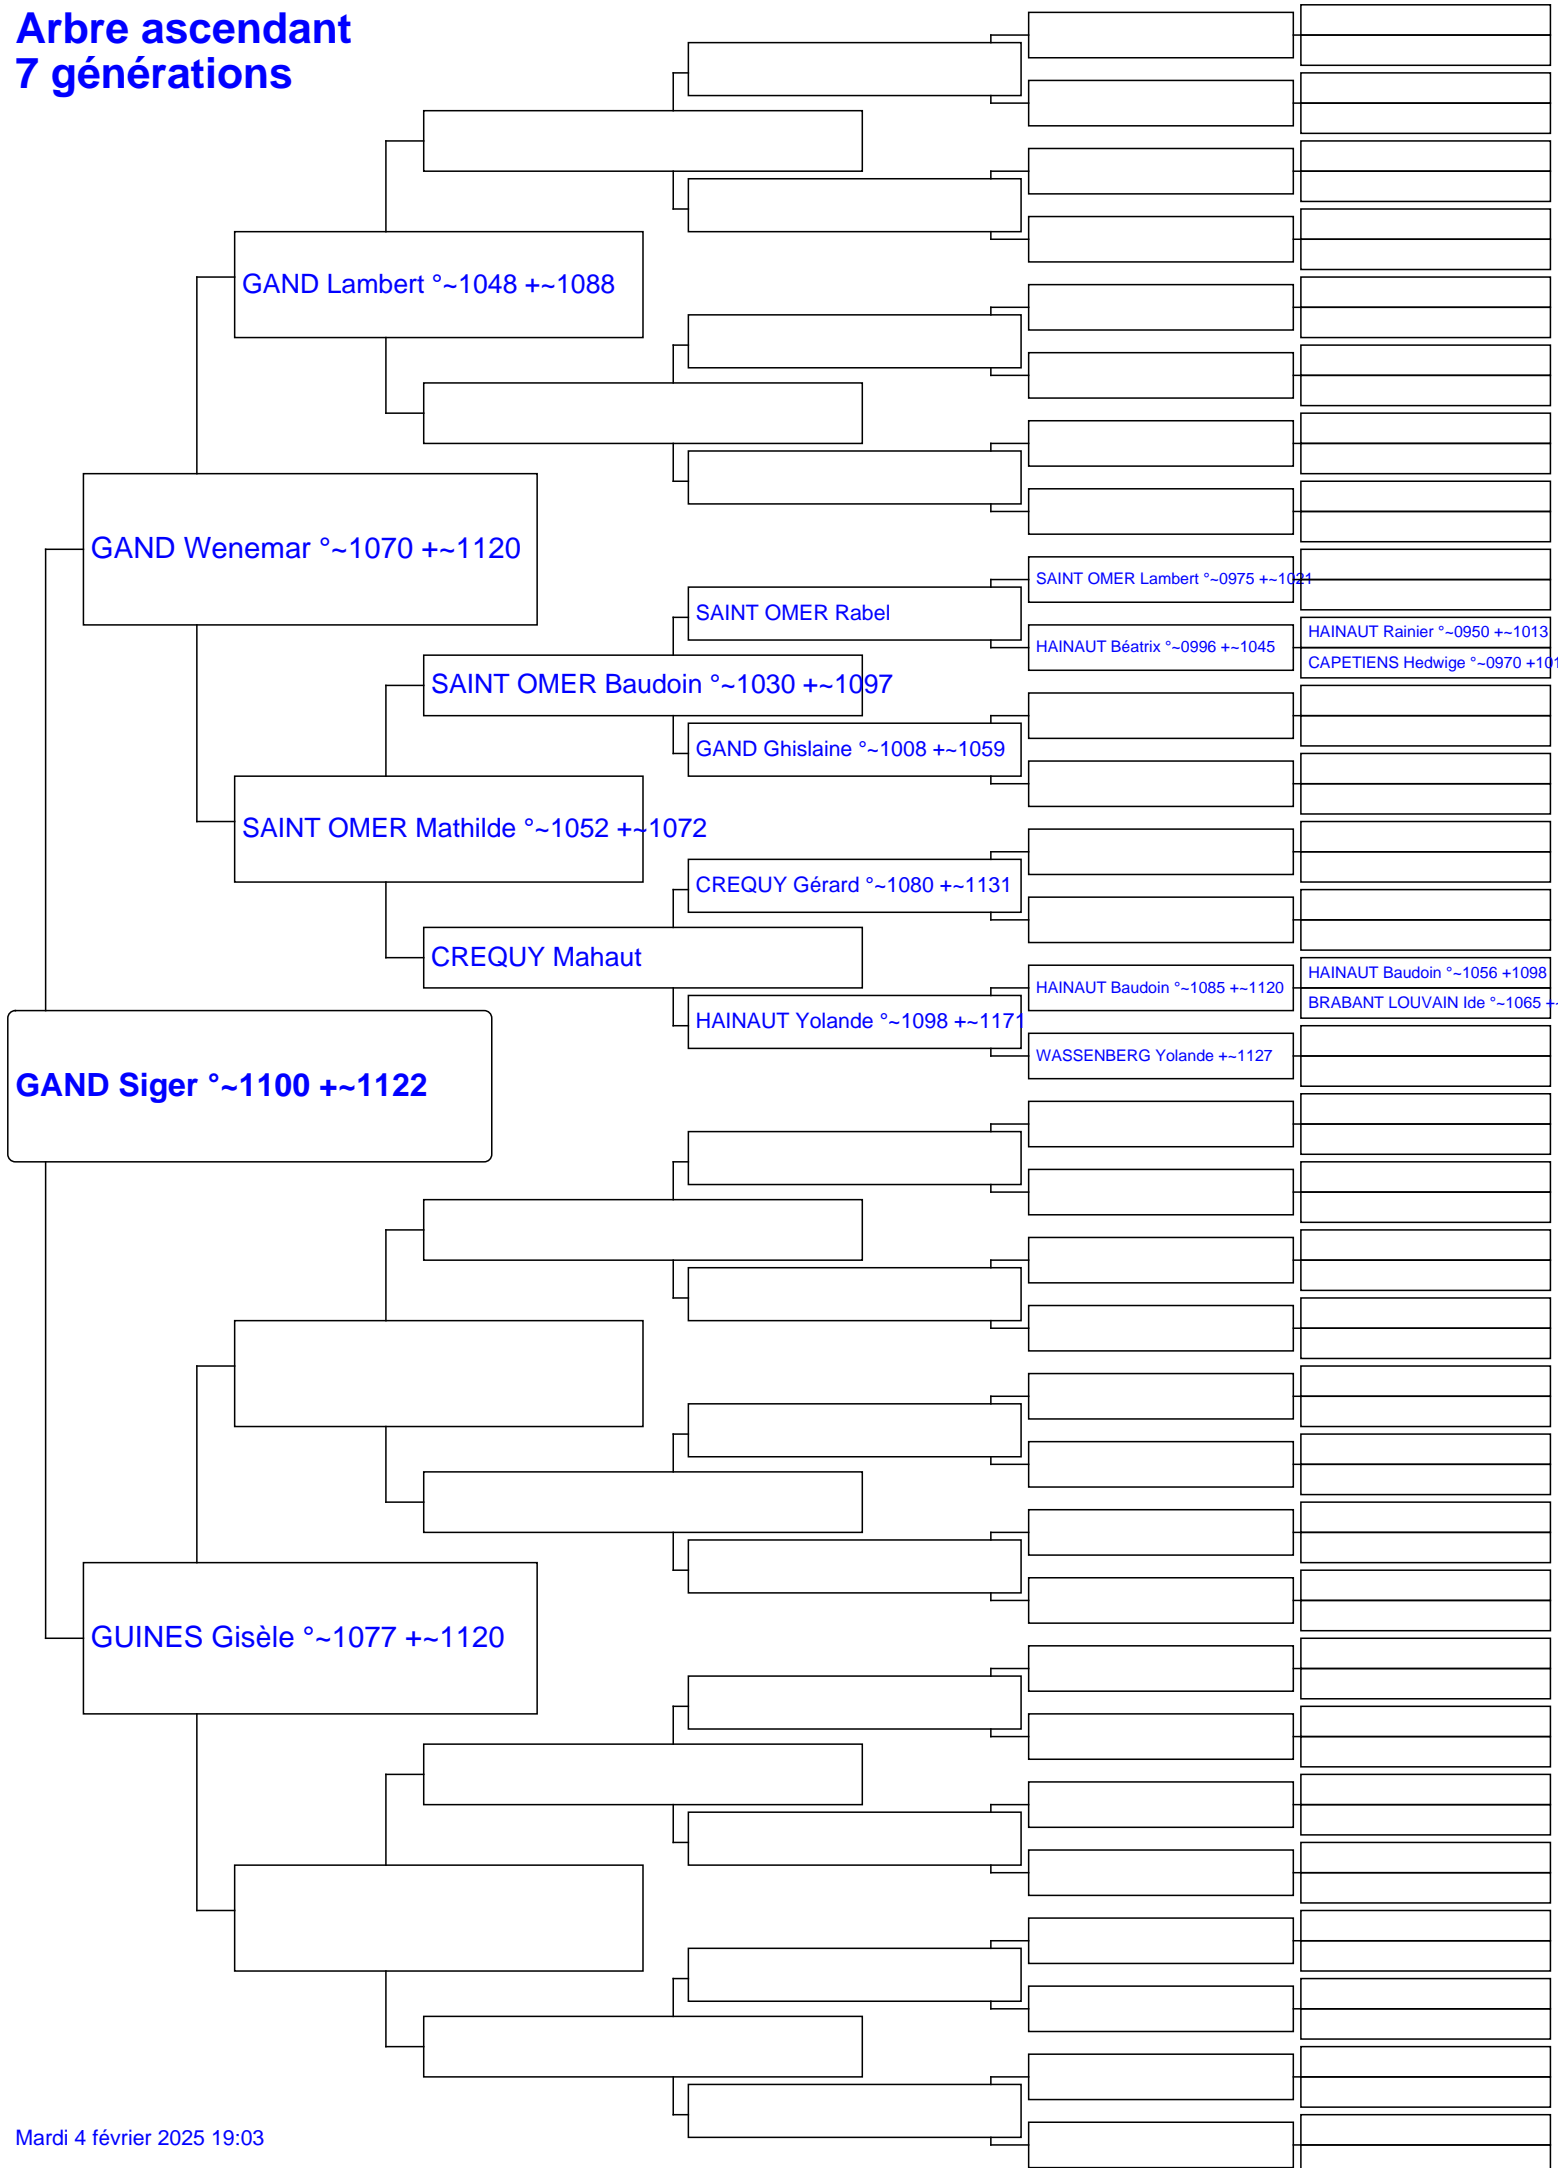 Arbre ascendant
7 générations
GAND Lambert °~1048 +~1088
GAND Wenemar °~1070 +~1120
SAINT OMER Lambert °~0975 +~1021
SAINT OMER Rabel
HAINAUT Rainier °~0950 +~1013
HAINAUT Béatrix °~0996 +~1045
CAPETIENS Hedwige °~0970 +101
SAINT OMER Baudoin °~1030 +~1097
GAND Ghislaine °~1008 +~1059
SAINT OMER Mathilde °~1052 +~1072
CREQUY Gérard °~1080 +~1131
CREQUY Mahaut
HAINAUT Baudoin °~1056 +1098
HAINAUT Baudoin °~1085 +~1120
BRABANT LOUVAIN Ide °~1065 +~
HAINAUT Yolande °~1098 +~1171
WASSENBERG Yolande +~1127
GAND Siger °~1100 +~1122
GUINES Gisèle °~1077 +~1120
Mardi 4 février 2025 19:03